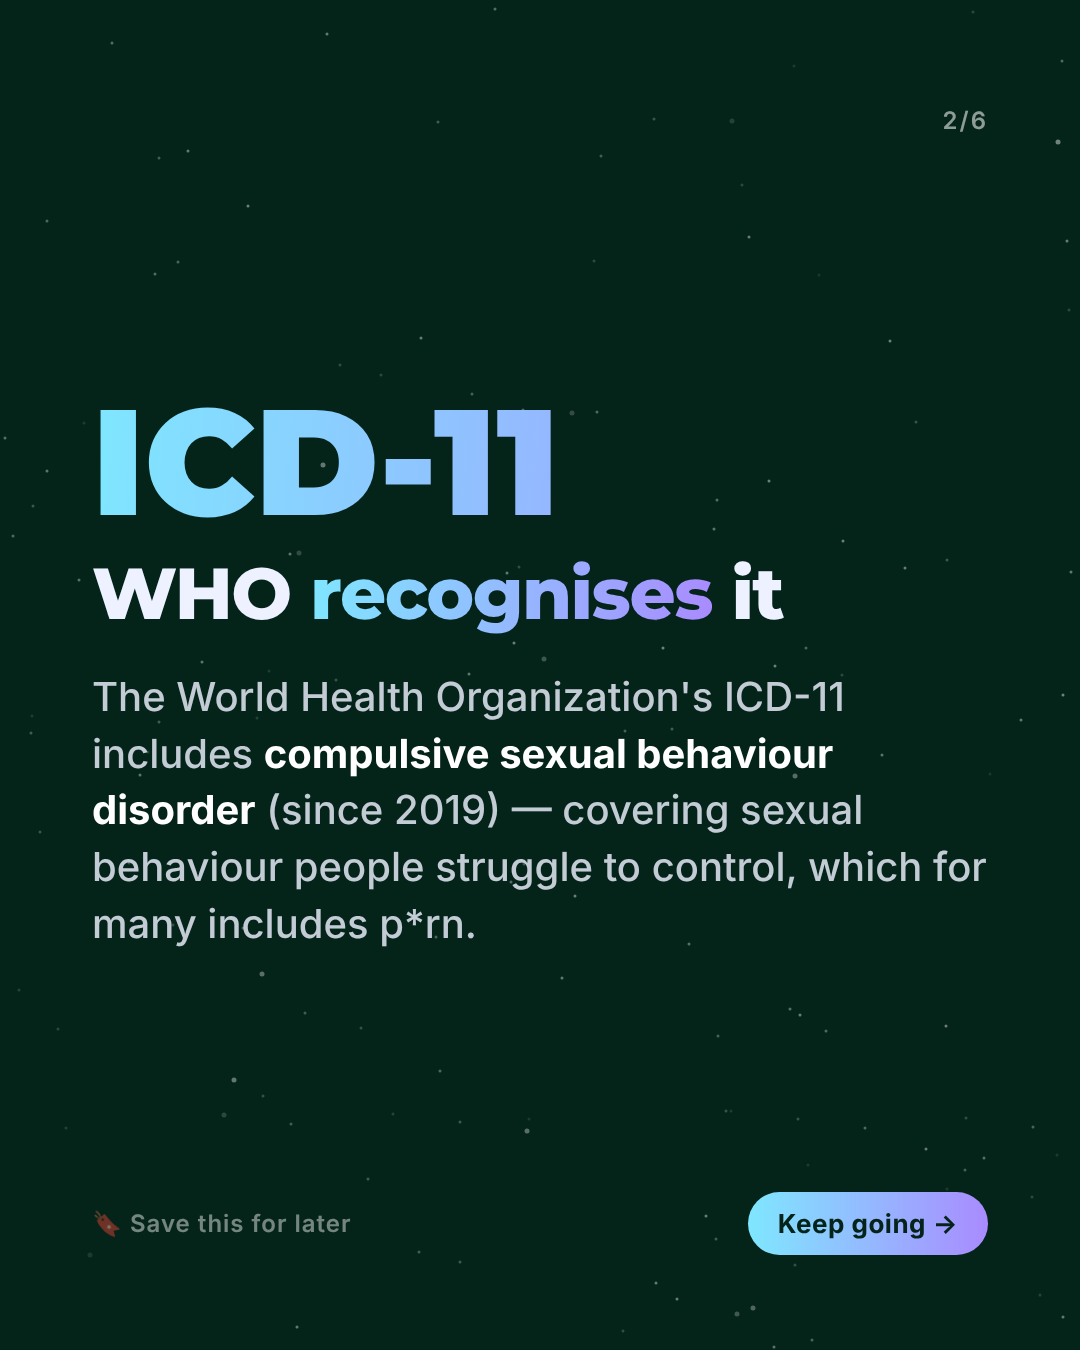 2/6
ICD-11
WHO recognises it
The World Health Organization's ICD-11
includes compulsive sexual behaviour
disorder (since 2019) — covering sexual
behaviour people struggle to control, which for
many includes p*rn.
Save this for later
Keep going →